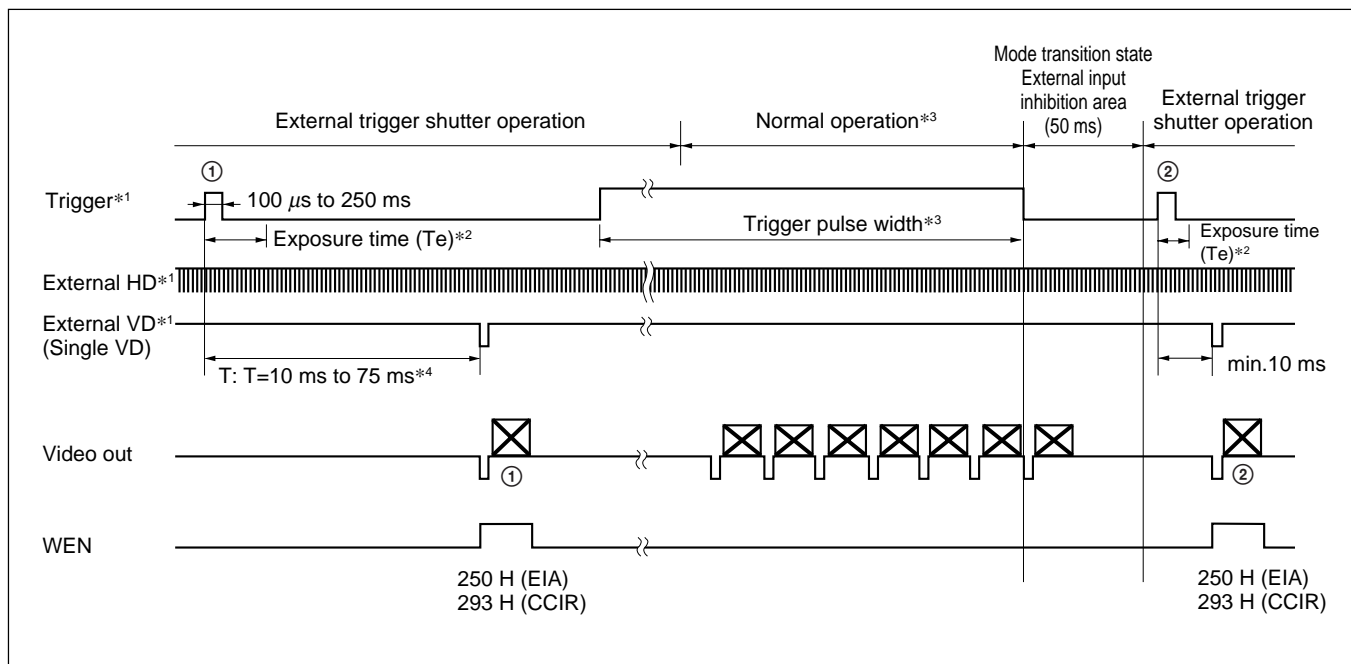 Mode transition state
External input
inhibition area
(50 ms)
External trigger
shutter operation
External trigger shutter operation
Normal operation*3
①
②
Trigger*1
100 μs to 250 ms
Exposure time (Te)*2
Trigger pulse width*3
Exposure time
(Te)*2
External HD*1
External VD*1
(Single VD)
T: T=10 ms to 75 ms*4
min.10 ms
Video out
①
②
WEN
250 H (EIA)
293 H (CCIR)
250 H (EIA)
293 H (CCIR)